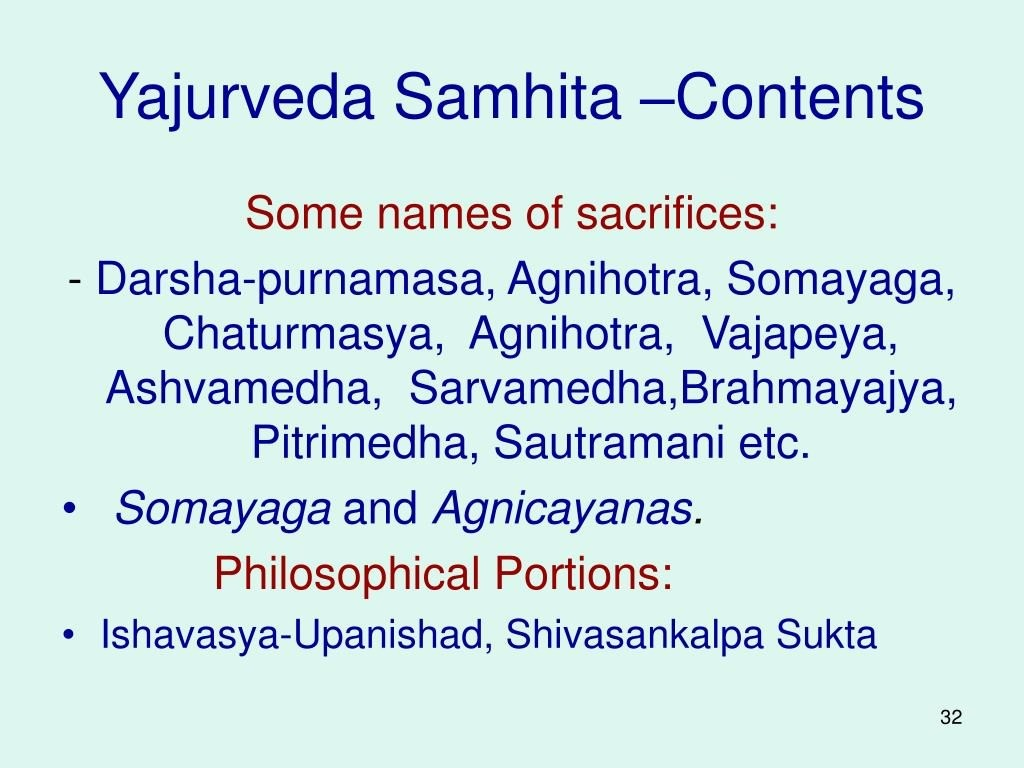 Yajurveda Samhita –Contents
Some names of sacrifices:
- Darsha-purnamasa, Agnihotra, Somayaga,
Chaturmasya,  Agnihotra,  Vajapeya,
Ashvamedha,  Sarvamedha,Brahmayajya,
Pitrimedha, Sautramani etc.
• Somayaga and Agnicayanas.
Philosophical Portions:
• Ishavasya-Upanishad, Shivasankalpa Sukta
32